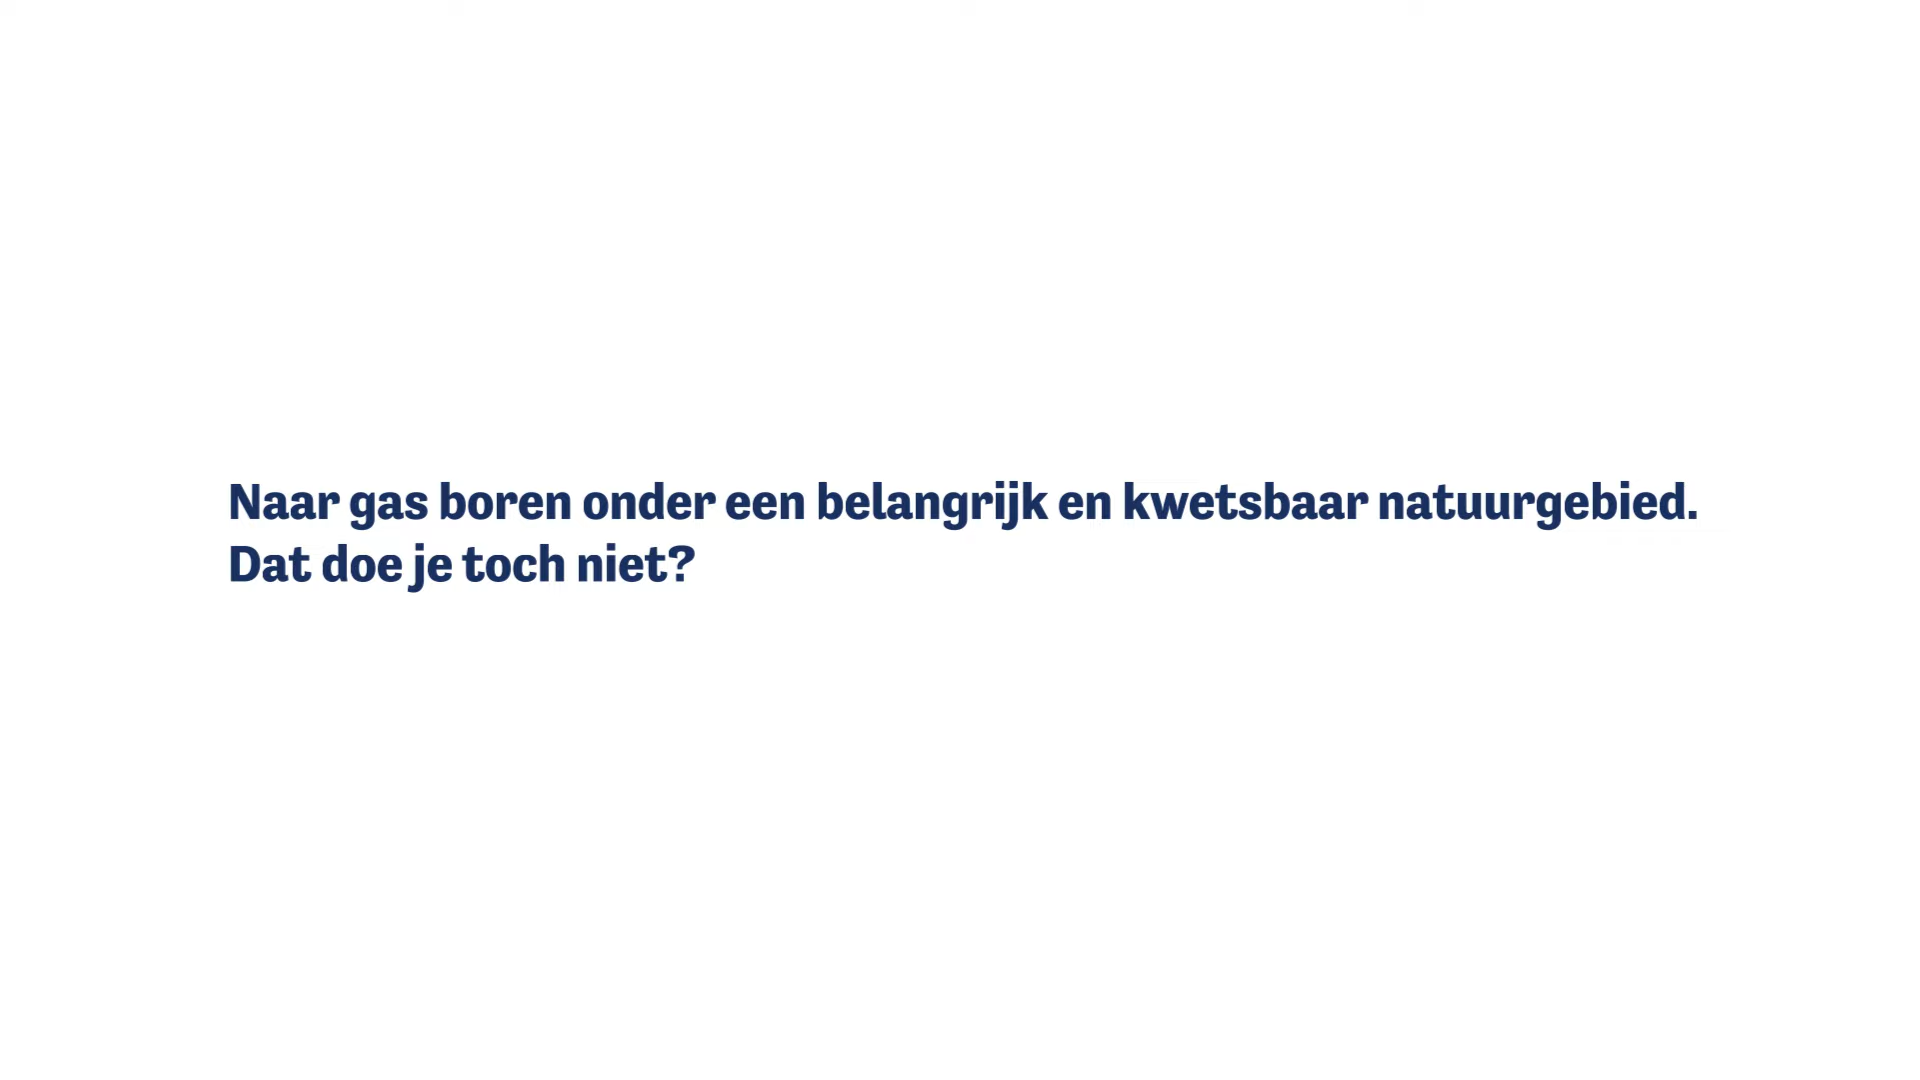 Naar gas boren onder een belangrijk en kwetsbaar natuurgebied.
Dat doe je toch niet?